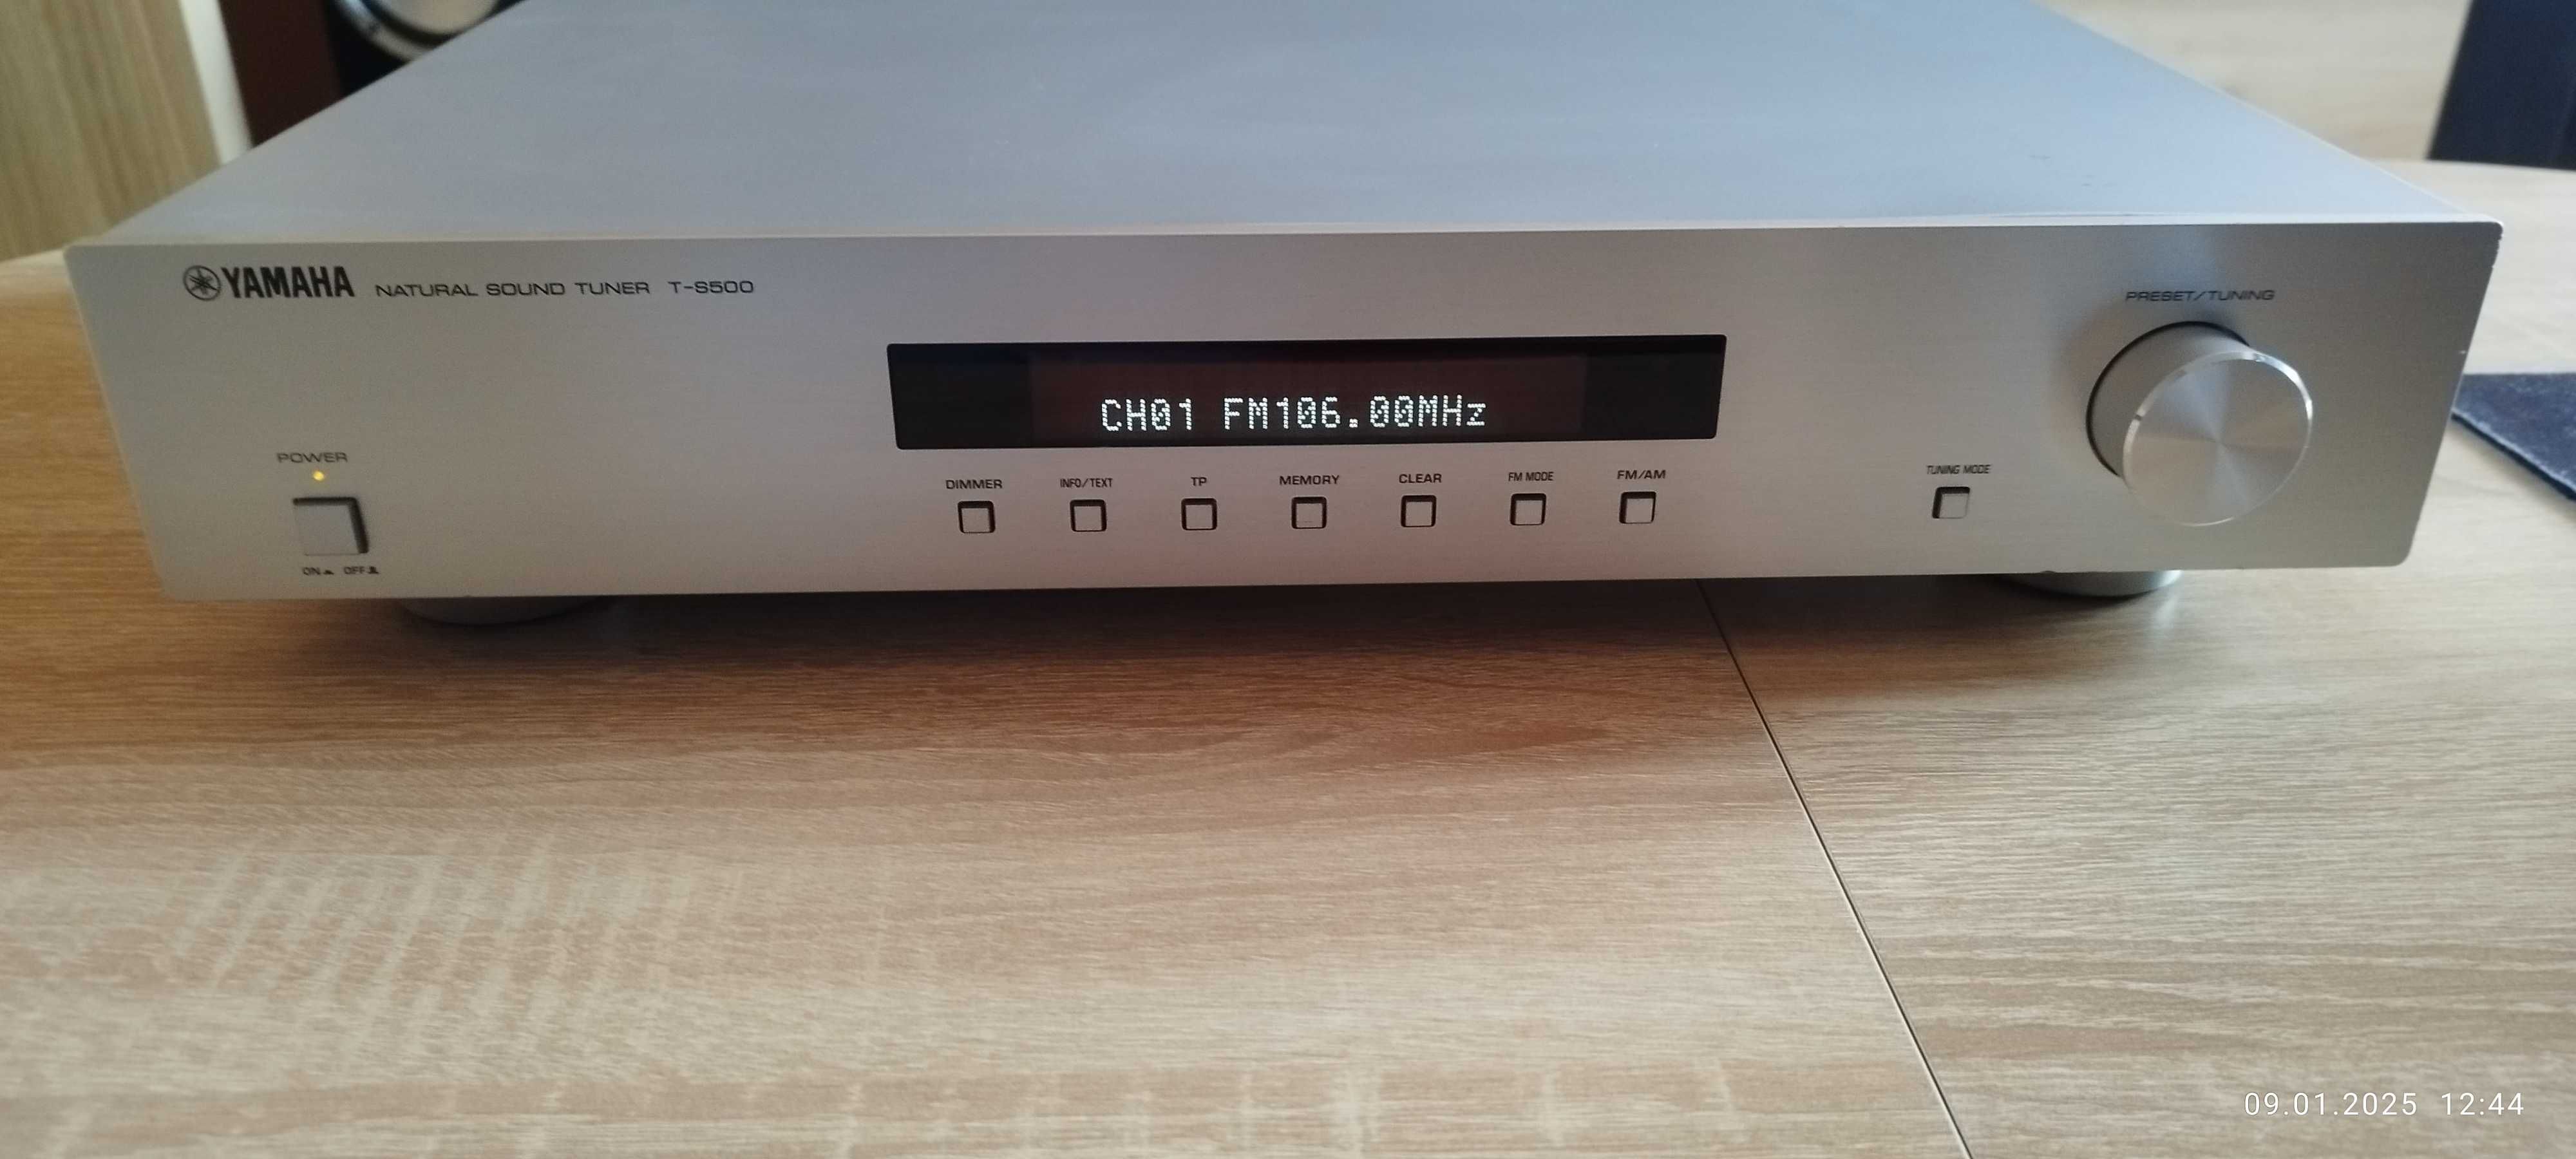 YAMAHA NATURAL SOUND TUNER T-S500
PRESET/TUNING
CH01 FM106.00MHz
POWER
DIMMER INFO/TEXT TP MEMORY CLEAR FM MODE FM/AM TUNING MODE
ON OFF
09.01.2025 12:44